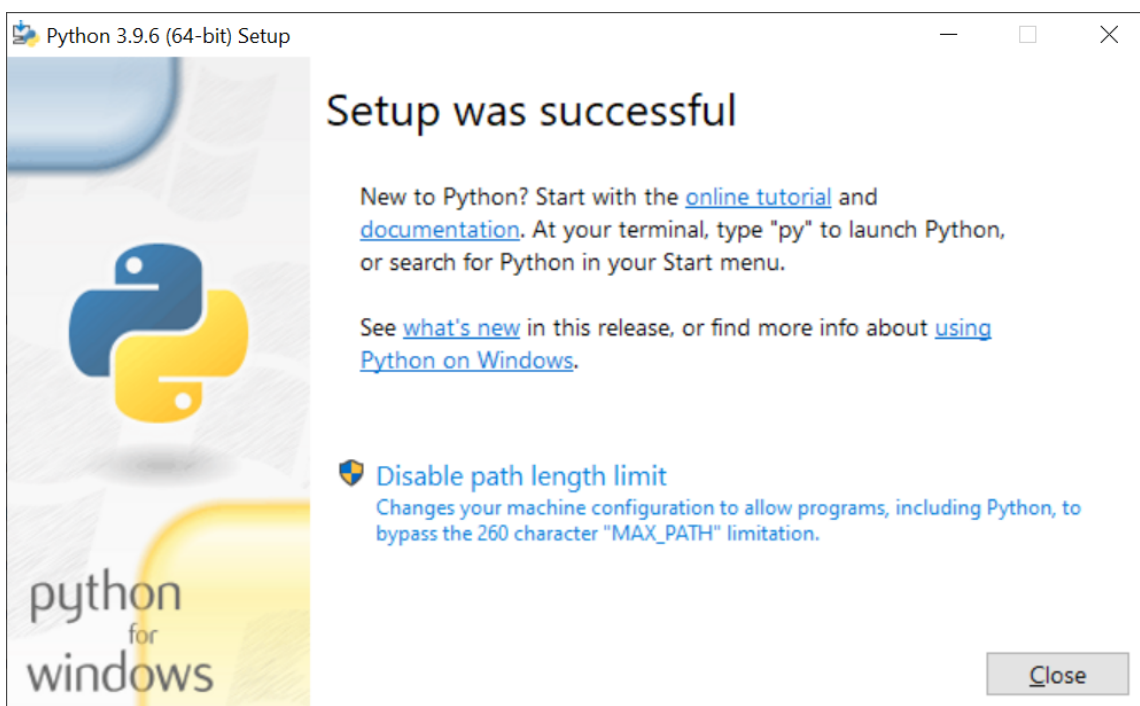 Python 3.9.6 (64-bit) Setup
Setup was successful
New to Python? Start with the online tutorial and
documentation. At your terminal, type "py" to launch Python,
or search for Python in your Start menu.
See what's new in this release, or find more info about using
Python on Windows.
Disable path length limit
Changes your machine configuration to allow programs, including Python, to
bypass the 260 character "MAX_PATH" limitation.
python
for
windows
Close